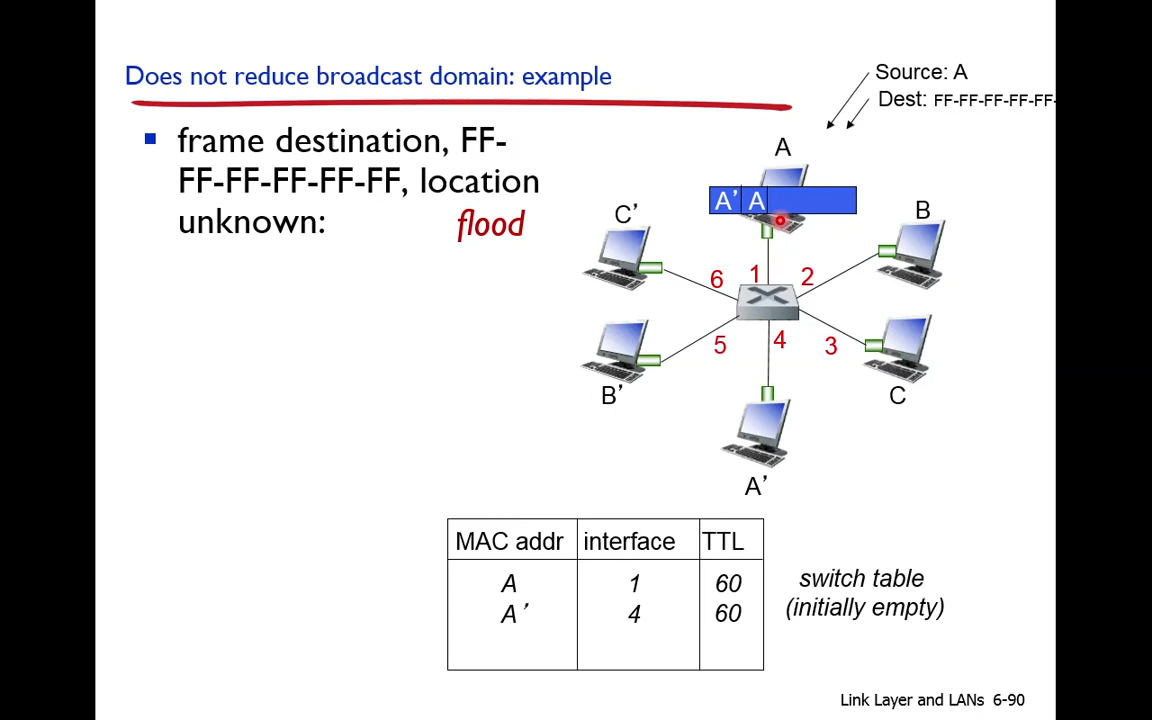 Does not reduce broadcast domain: example
Source: A
Dest: FF-FF-FF-FF-FF-
frame destination, FF-
FF-FF-FF-FF-FF, location
unknown:
flood
A
A’ A
C’
B
6
1
2
5
4
3
B’
C
A’
MAC addr interface TTL
A 1 60
A’ 4 60
switch table
(initially empty)
Link Layer and LANs 6-90